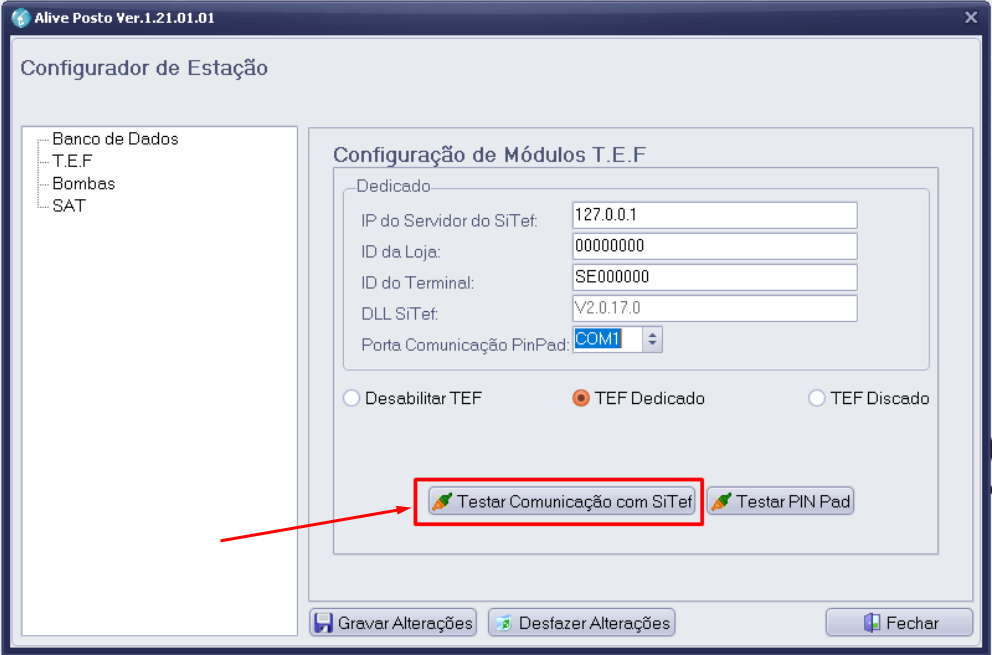 Alive Posto Ver.1.21.01.01
Configurador de Estação
Banco de Dados
T.E.F
Bombas
SAT
Configuração de Módulos T.E.F
Dedicado
IP do Servidor do SiTef: 127.0.0.1
ID da Loja: 00000000
ID do Terminal: SE000000
DLL SiTef: V2.0.17.0
Porta Comunicação PinPad: COM1
Desabilitar TEF TEF Dedicado TEF Discado
Testar Comunicação com SiTef Testar PIN Pad
Gravar Alterações Desfazer Alterações Fechar